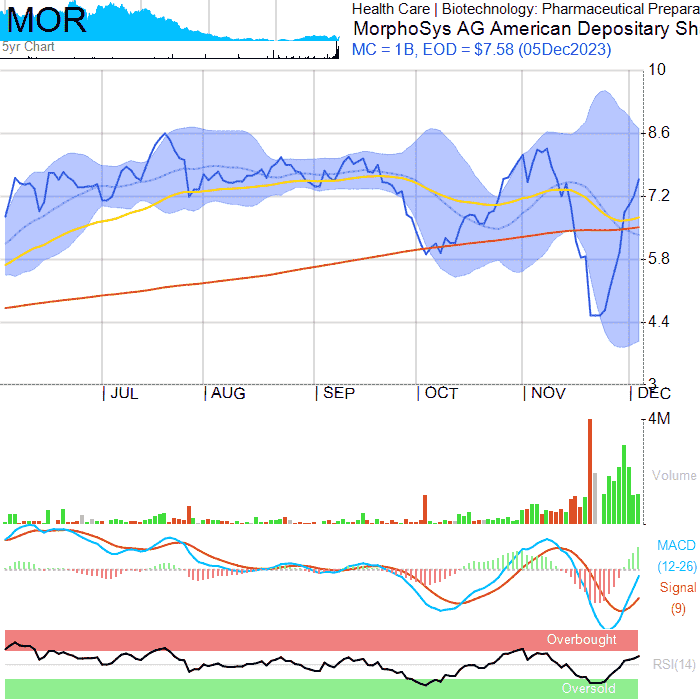 MOR
5yr Chart
Health Care | Biotechnology: Pharmaceutical Prepara
MorphoSys AG American Depositary Sh
MC = 1B, EOD = $7.58 (05Dec2023)
10
8.6
7.2
5.8
4.4
3
JUL AUG SEP OCT NOV DEC
4M
Volume
MACD
(12-26)
Signal
(9)
Overbought
RSI(14)
Oversold